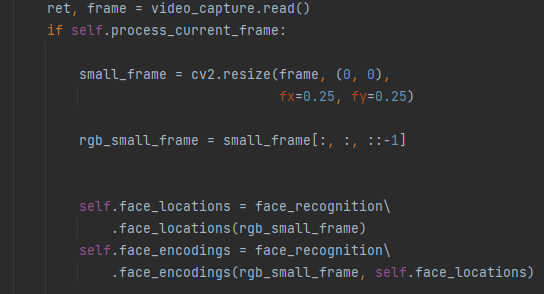 ret, frame = video_capture.read()
if self.process_current_frame:
small_frame = cv2.resize(frame, (0, 0),
fx=0.25, fy=0.25)
rgb_small_frame = small_frame[:, :, ::-1]
self.face_locations = face_recognition\
.face_locations(rgb_small_frame)
self.face_encodings = face_recognition\
.face_encodings(rgb_small_frame, self.face_locations)